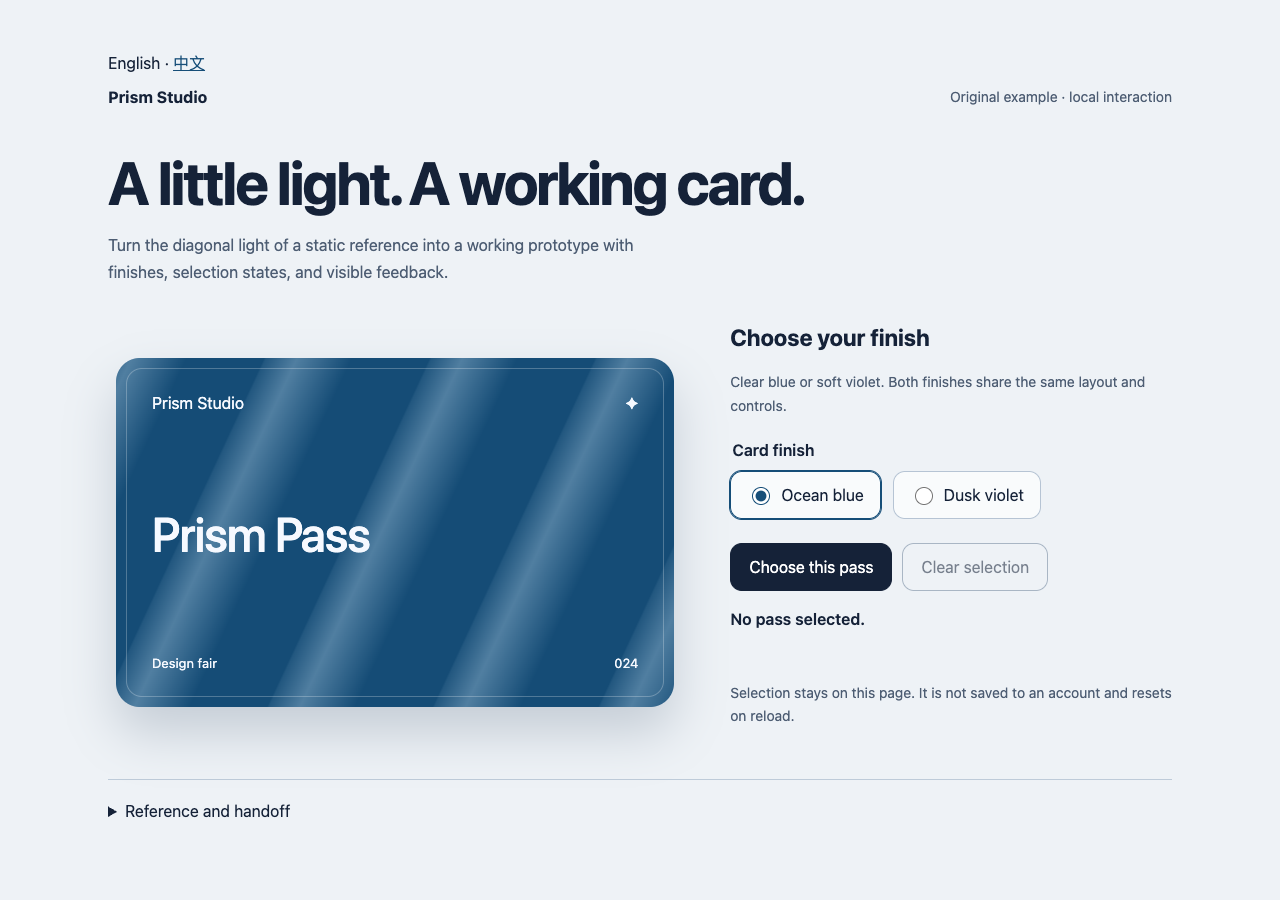 English · 中文
Prism Studio
Original example · local interaction
A little light. A working card.
Turn the diagonal light of a static reference into a working prototype with
finishes, selection states, and visible feedback.
Prism Studio
Prism Pass
Design fair
024
Choose your finish
Clear blue or soft violet. Both finishes share the same layout and
controls.
Card finish
Ocean blue
Dusk violet
Choose this pass
Clear selection
No pass selected.
Selection stays on this page. It is not saved to an account and resets
on reload.
Reference and handoff